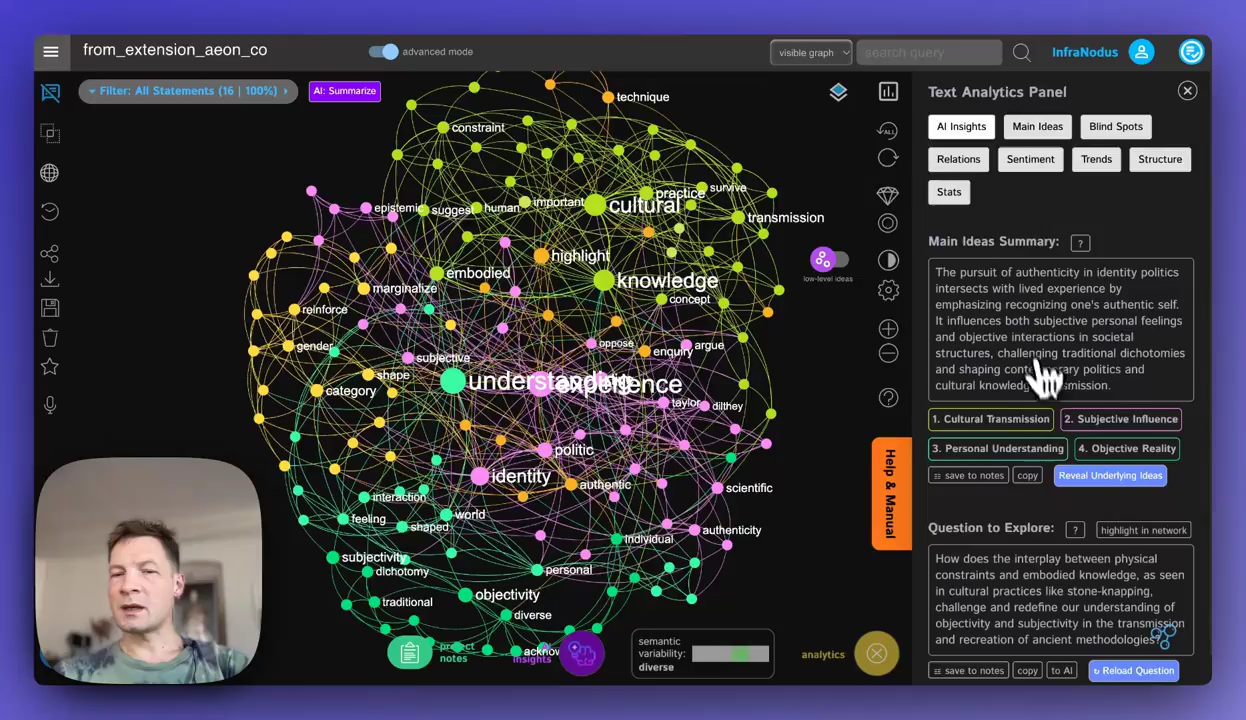 from_extension_aeon_co
advanced mode
visible graph
search query
InfraNodus
Filter: All Statements (16 | 100%)
AI: Summarize
technique
constraint
practice
survive
epistemic
suggest
human
important
cultural
transmission
highlight
embodied
knowledge
low-level ideas
marginalize
concept
reinforce
gender
oppose
argue
enquiry
subjective
shape
understanding
experience
category
taylor
dilthey
politic
identity
authentic
scientific
interaction
feeling
world
shaped
authenticity
individual
subjectivity
dichotomy
personal
objectivity
traditional
diverse
project
notes
insights
semantic
variability:
diverse
analytics
Help & Manual
ALL
Text Analytics Panel
AI Insights
Main Ideas
Blind Spots
Relations
Sentiment
Trends
Structure
Stats
Main Ideas Summary:
?
The pursuit of authenticity in identity politics
intersects with lived experience by
emphasizing recognizing one's authentic self.
It influences both subjective personal feelings
and objective interactions in societal
structures, challenging traditional dichotomies
and shaping politics and
cultural
1. Cultural Transmission
2. Subjective Influence
3. Personal Understanding
4. Objective Reality
save to notes
copy
Reveal Underlying Ideas
Question to Explore:
?
highlight in network
How does the interplay between physical
constraints and embodied knowledge, as seen
in cultural practices like stone-knapping,
challenge and redefine our understanding of
objectivity and subjectivity in the transmission
and recreation of ancient methodologies?
save to notes
copy
to AI
Reload Question